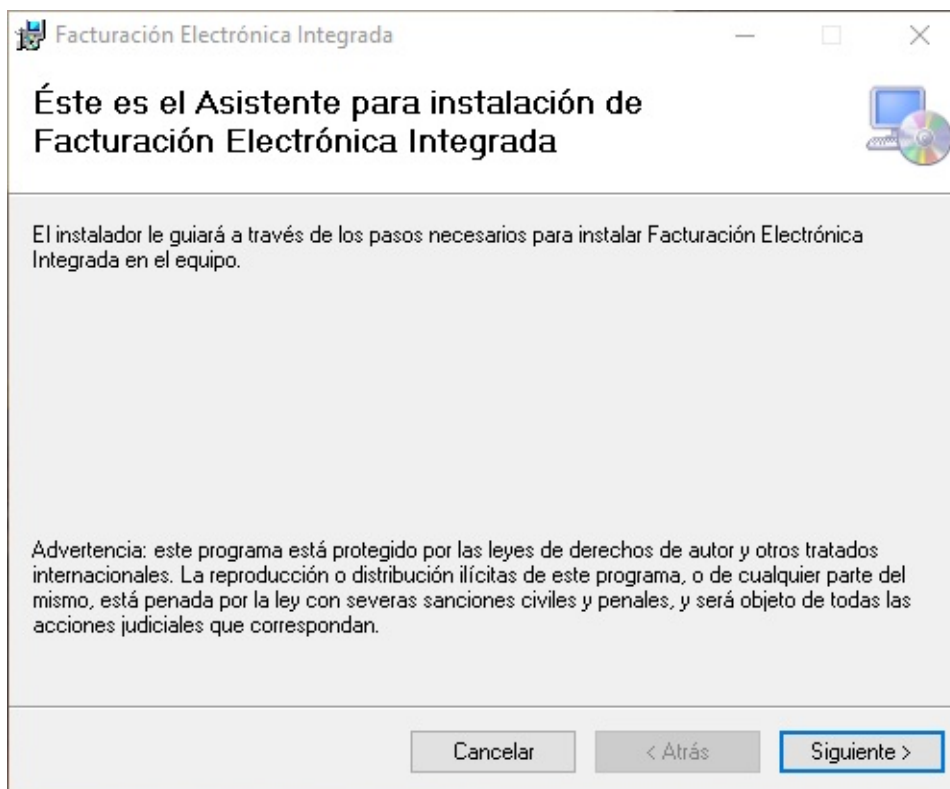 Facturación Electrónica Integrada
Éste es el Asistente para instalación de
Facturación Electrónica Integrada
El instalador le guiará a través de los pasos necesarios para instalar Facturación Electrónica
Integrada en el equipo.
Advertencia: este programa está protegido por las leyes de derechos de autor y otros tratados
internacionales. La reproducción o distribución ilícitas de este programa, o de cualquier parte del
mismo, está penada por la ley con severas sanciones civiles y penales, y será objeto de todas las
acciones judiciales que correspondan.
Cancelar < Atrás Siguiente >